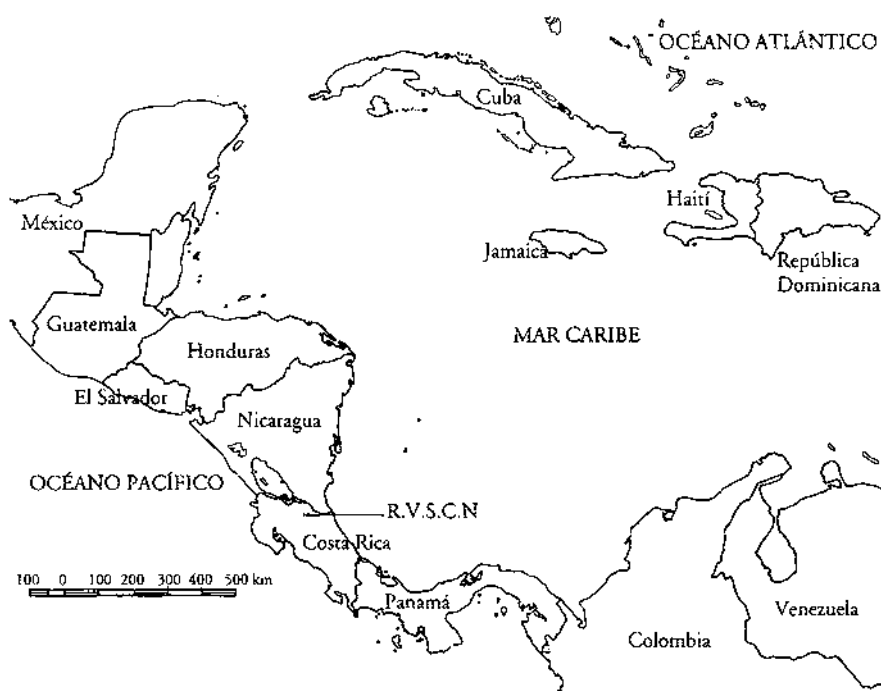 OCÉANO ATLÁNTICO
Cuba
México
Haití
Jamaica
República
Dominicana
Guatemala
MAR CARIBE
Honduras
El Salvador
Nicaragua
OCÉANO PACÍFICO
R.V.S.C.N
Costa Rica
100 0 100 200 300 400 500 km
Panamá
Venezuela
Colombia